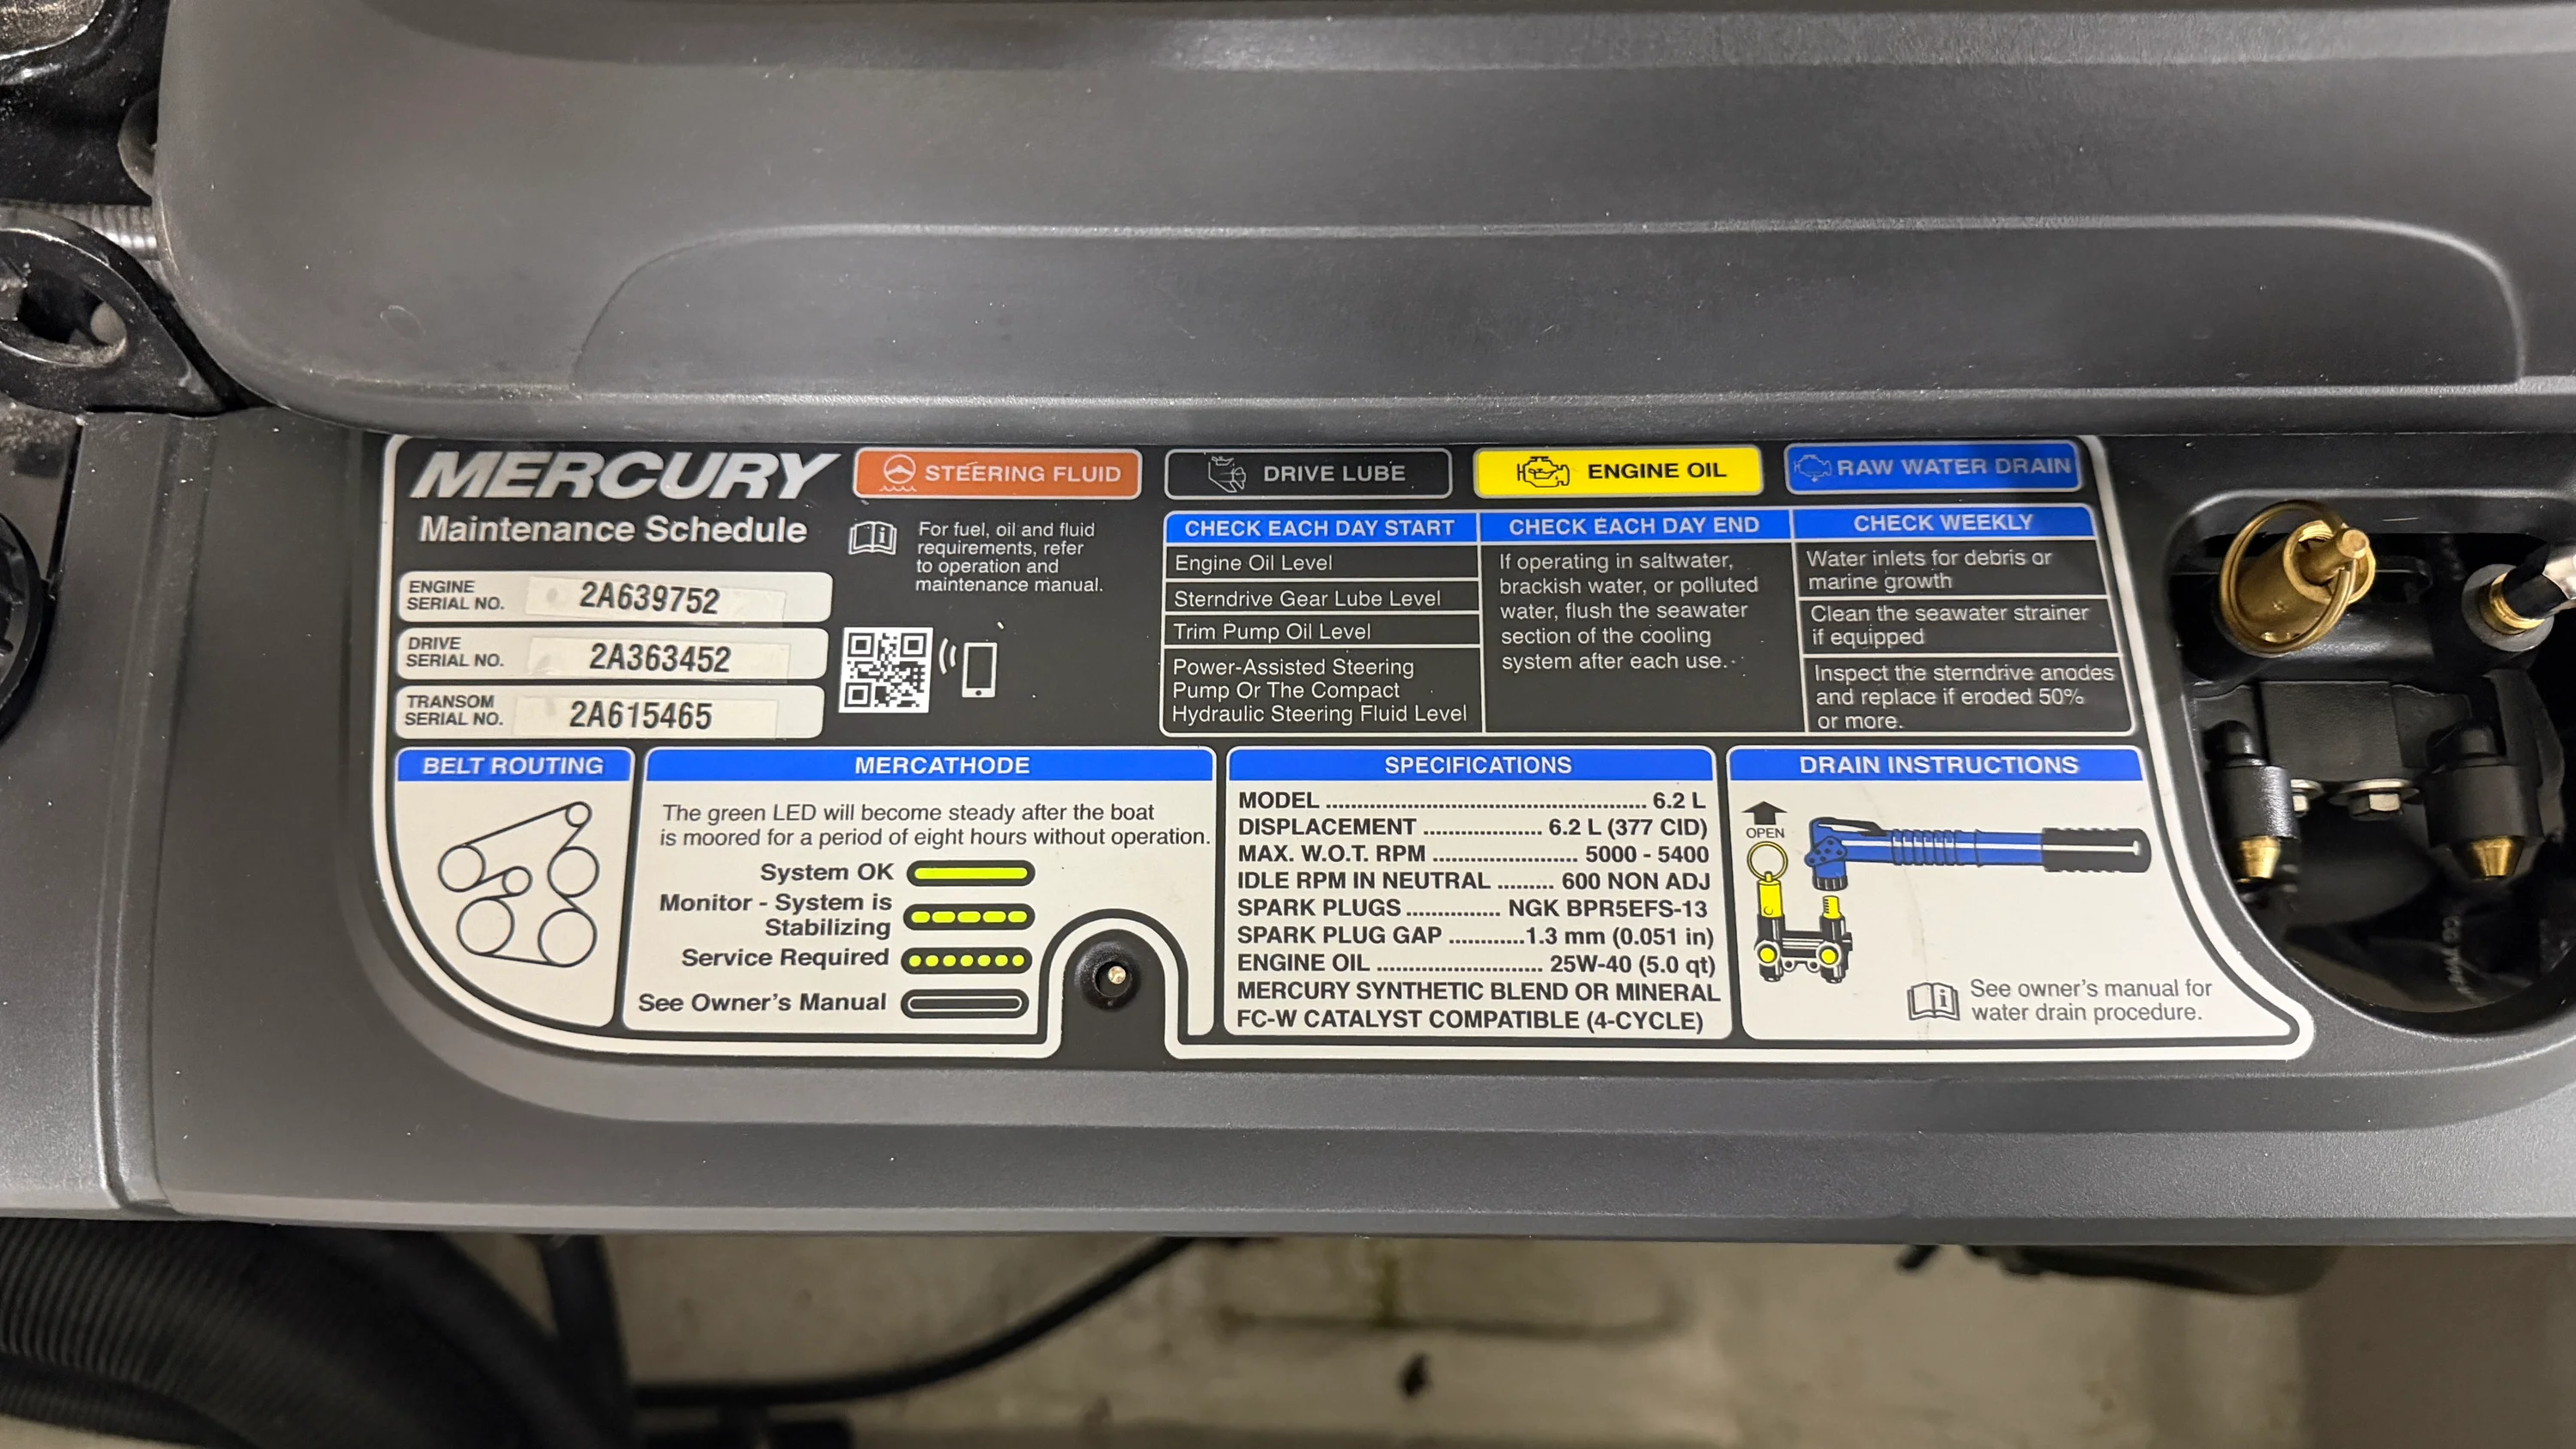 MERCURY
Maintenance Schedule
ENGINE
SERIAL NO.
2A639752
DRIVE
SERIAL NO.
2A363452
TRANSOM
SERIAL NO.
2A615465
STEERING FLUID
For fuel, oil and fluid
requirements, refer
to operation and
maintenance manual.
DRIVE LUBE
ENGINE OIL
RAW WATER DRAIN
CHECK EACH DAY START
Engine Oil Level
Sterndrive Gear Lube Level
Trim Pump Oil Level
Power-Assisted Steering
Pump Or The Compact
Hydraulic Steering Fluid Level
CHECK EACH DAY END
If operating in saltwater,
brackish water, or polluted
water, flush the seawater
section of the cooling
system after each use.
CHECK WEEKLY
Water inlets for debris or
marine growth
Clean the seawater strainer
if equipped
Inspect the sterndrive anodes
and replace if eroded 50%
or more.
BELT ROUTING
MERCATHODE
The green LED will become steady after the boat
is moored for a period of eight hours without operation.
System OK
Monitor - System is
Stabilizing
Service Required
See Owner's Manual
SPECIFICATIONS
MODEL ........................................... 6.2 L
DISPLACEMENT ................. 6.2 L (377 CID)
MAX. W.O.T. RPM ..................... 5000 - 5400
IDLE RPM IN NEUTRAL ......... 600 NON ADJ
SPARK PLUGS ............... NGK BPR5EFS-13
SPARK PLUG GAP ............1.3 mm (0.051 in)
ENGINE OIL ......................... 25W-40 (5.0 qt)
MERCURY SYNTHETIC BLEND OR MINERAL
FC-W CATALYST COMPATIBLE (4-CYCLE)
DRAIN INSTRUCTIONS
OPEN
See owner's manual for
water drain procedure.